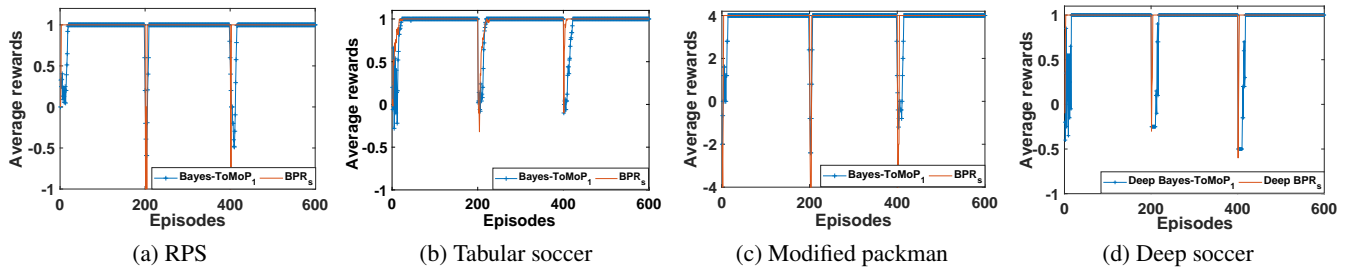 Average rewards
1
0.5
0
-0.5
-1
0
200
400
600
Episodes
Bayes-ToMoP1
BPRs
(a) RPS
Average rewards
1
0.5
0
-0.5
-1
0
200
400
600
Episodes
Bayes-ToMoP1
BPRs
(b) Tabular soccer
Average rewards
4
2
0
-2
-4
0
200
400
600
Episodes
Bayes-ToMoP1
BPRs
(c) Modified packman
Average rewards
1
0.5
0
-0.5
1
0
200
400
600
Episodes
Deep Bayes-ToMoP1
Deep BPRs
(d) Deep soccer